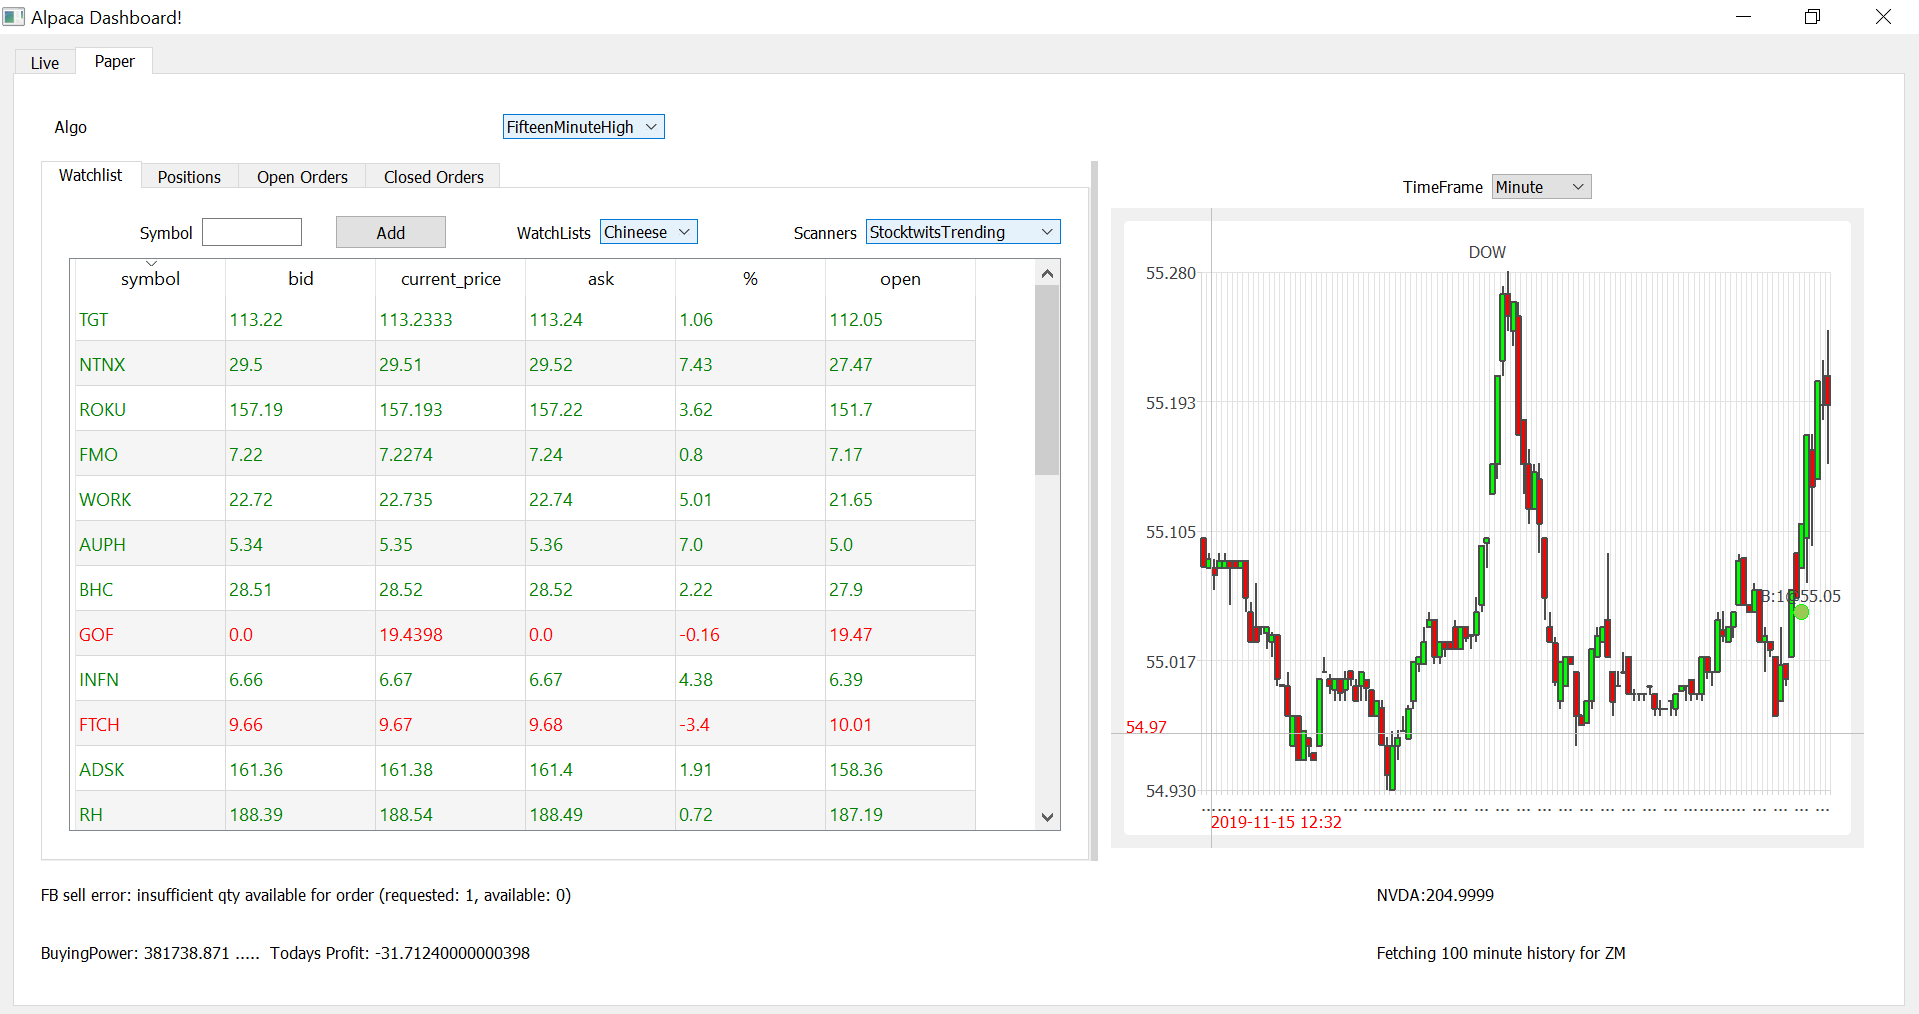 Alpaca Dashboard!
Live Paper
Algo FifteenMinuteHigh
Watchlist Positions Open Orders Closed Orders
TimeFrame Minute
Symbol Add WatchLists Chineese Scanners StocktwitsTrending
symbol bid current_price ask % open
TGT 113.22 113.2333 113.24 1.06 112.05
NTNX 29.5 29.51 29.52 7.43 27.47
ROKU 157.19 157.193 157.22 3.62 151.7
FMO 7.22 7.2274 7.24 0.8 7.17
WORK 22.72 22.735 22.74 5.01 21.65
AUPH 5.34 5.35 5.36 7.0 5.0
BHC 28.51 28.52 28.52 2.22 27.9
GOF 0.0 19.4398 0.0 -0.16 19.47
INFN 6.66 6.67 6.67 4.38 6.39
FTCH 9.66 9.67 9.68 -3.4 10.01
ADSK 161.36 161.38 161.4 1.91 158.36
RH 188.39 188.54 188.49 0.72 187.19
DOW
55.280
55.193
55.105
55.05
55.017
54.97
54.930
2019-11-15 12:32
FB sell error: insufficient qty available for order (requested: 1, available: 0)
NVDA:204.9999
BuyingPower: 381738.871 ..... Todays Profit: -31.71240000000398
Fetching 100 minute history for ZM